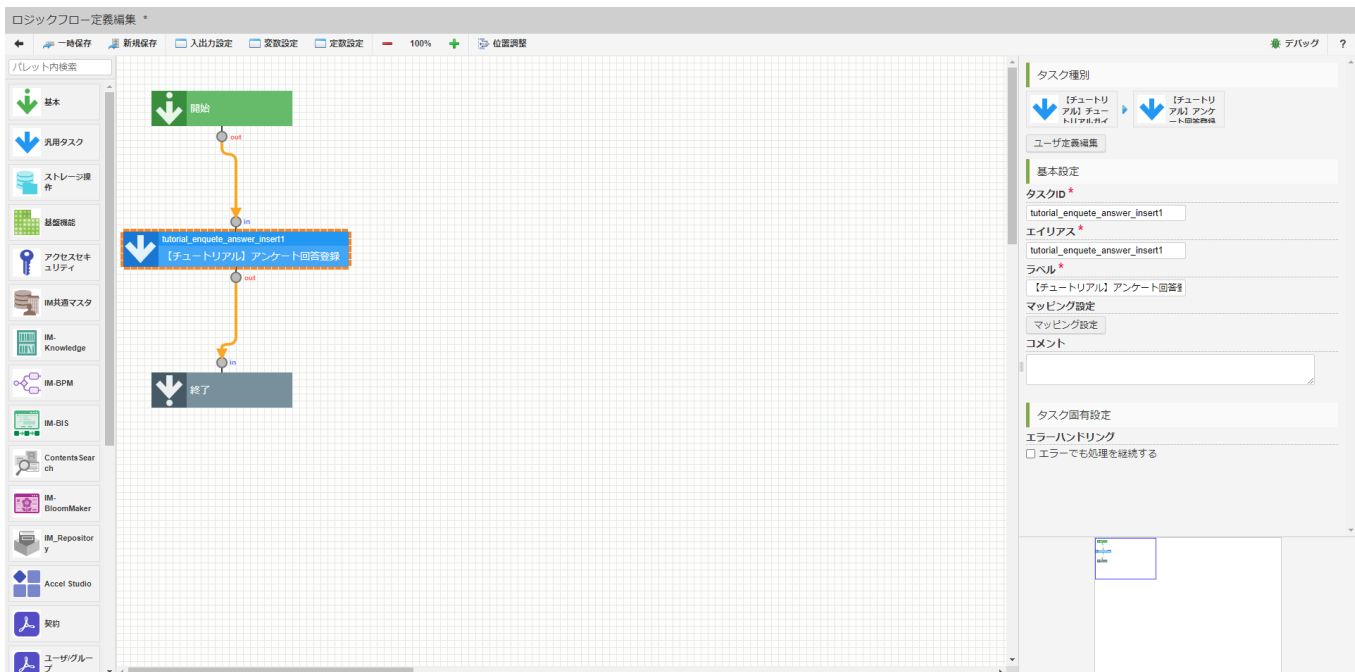 ロジックフロー定義編集 *
一時保存 新規保存 入出力設定 変数設定 定数設定 100% 位置調整 デバッグ ?
パレット内検索
基本
汎用タスク
ストレージ操
作
基盤機能
アクセスセキ
ュリティ
IM共通マスタ
IM-
Knowledge
IM-BPM
IM-BIS
ContentsSear
ch
IM-
BloomMaker
IM_Repositor
y
Accel Studio
契約
ユーザ/グルー
プ
開始
out
in
tutorial_enquete_answer_insert1
【チュートリアル】アンケート回答登録
out
in
終了
タスク種別
【チュートリ
アル】チュー
トリアルガイ
【チュートリ
アル】アンケ
ート回答登録
ユーザ定義編集
基本設定
タスクID *
tutorial_enquete_answer_insert1
エイリアス *
tutorial_enquete_answer_insert1
ラベル *
【チュートリアル】アンケート回答登
マッピング設定
マッピング設定
コメント
タスク固有設定
エラーハンドリング
エラーでも処理を継続する